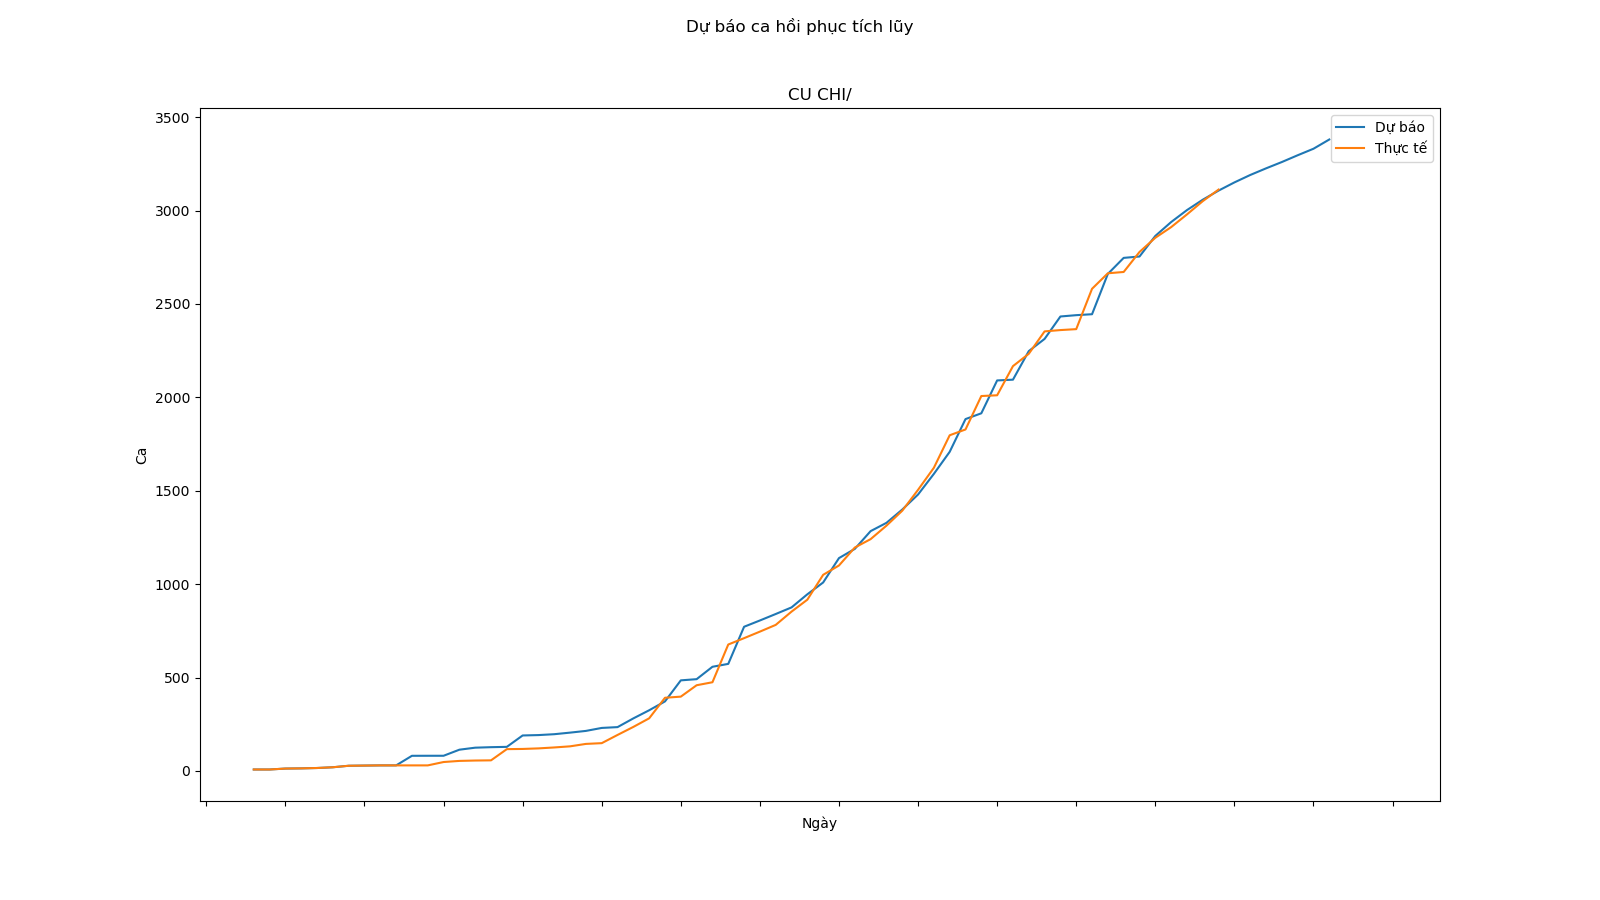 Dự báo ca hồi phục tích lũy
CU CHI/
3500
3000
2500
2000
1500
1000
500
0
Ca
Ngày
Dự báo
Thực tế